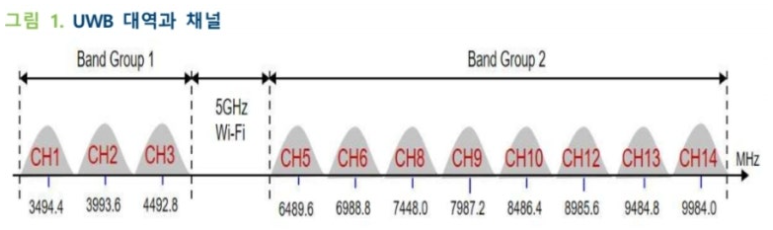 그림 1. UWB 대역과 채널
Band Group 1
Band Group 2
5GHz
Wi-Fi
CH1 CH2 CH3 CH5 CH6 CH8 CH9 CH10 CH12 CH13 CH14 MHz
3494.4 3993.6 4492.8 6489.6 6988.8 7448.0 7987.2 8486.4 8985.6 9484.8 9984.0